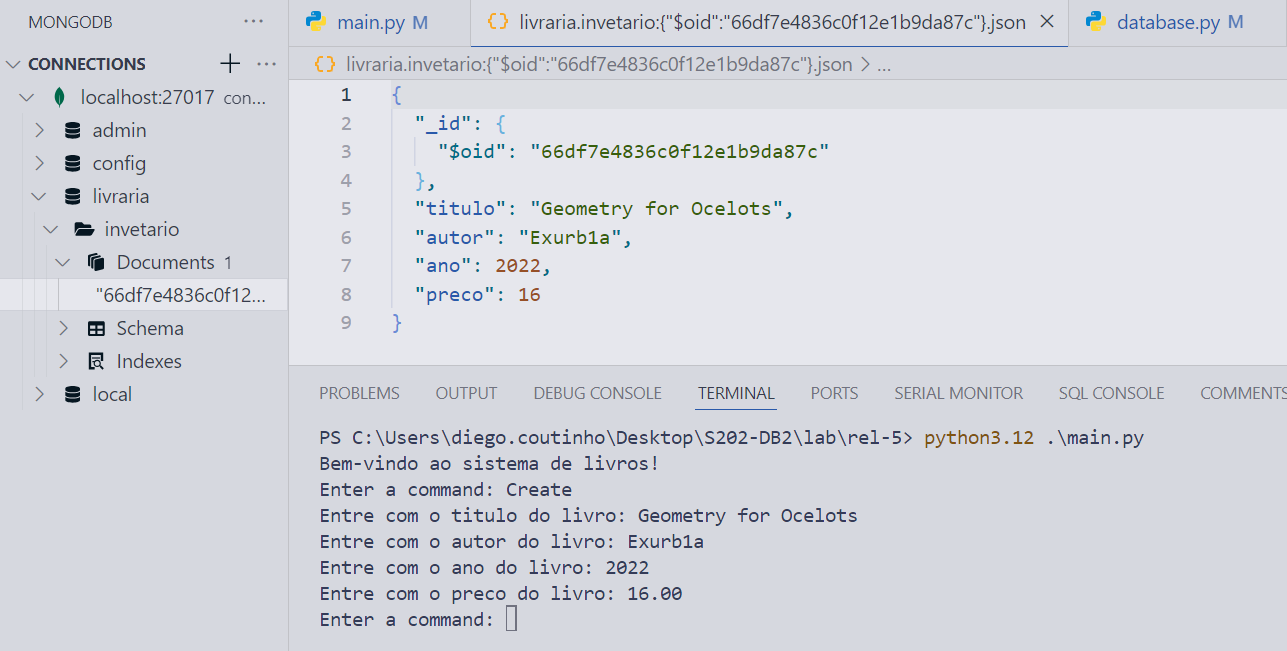 MONGODB ...
CONNECTIONS + ...
localhost:27017 con...
admin
config
livraria
invetario
Documents 1
"66df7e4836c0f12...
Schema
Indexes
local
main.py M
livraria.invetario:{"$oid":"66df7e4836c0f12e1b9da87c"}.json
database.py M
livraria.invetario:{"$oid":"66df7e4836c0f12e1b9da87c"}.json > ...
1 {
2 "_id": {
3 "$oid": "66df7e4836c0f12e1b9da87c"
4 },
5 "titulo": "Geometry for Ocelots",
6 "autor": "Exurb1a",
7 "ano": 2022,
8 "preco": 16
9 }
PROBLEMS OUTPUT DEBUG CONSOLE TERMINAL PORTS SERIAL MONITOR SQL CONSOLE COMMENTS
PS C:\Users\diego.coutinho\Desktop\S202-DB2\lab\rel-5> python3.12 .\main.py
Bem-vindo ao sistema de livros!
Enter a command: Create
Entre com o titulo do livro: Geometry for Ocelots
Entre com o autor do livro: Exurb1a
Entre com o ano do livro: 2022
Entre com o preco do livro: 16.00
Enter a command: